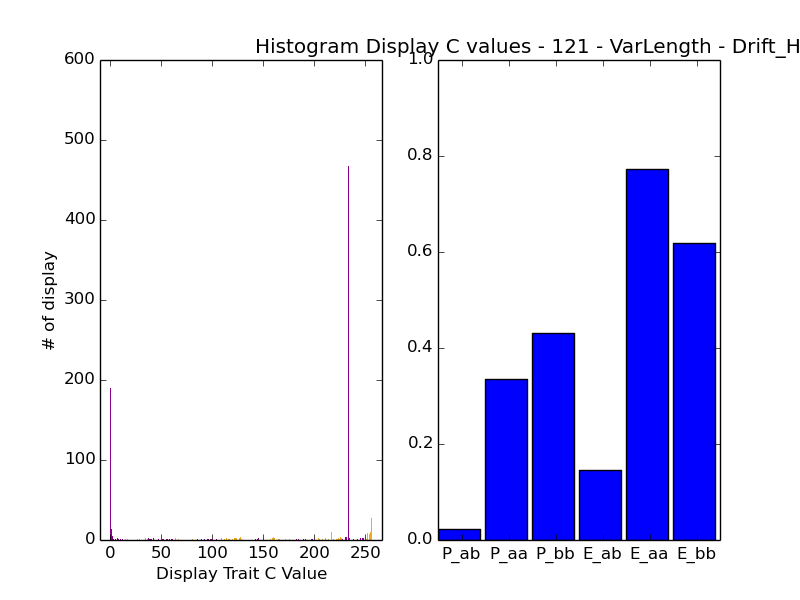 Histogram Display C values - 121 - VarLength - Drift_H
600
500
400
300
200
100
0
# of display
0 50 100 150 200 250
Display Trait C Value
1.0
0.8
0.6
0.4
0.2
0.0
P_ab P_aa P_bb E_ab E_aa E_bb